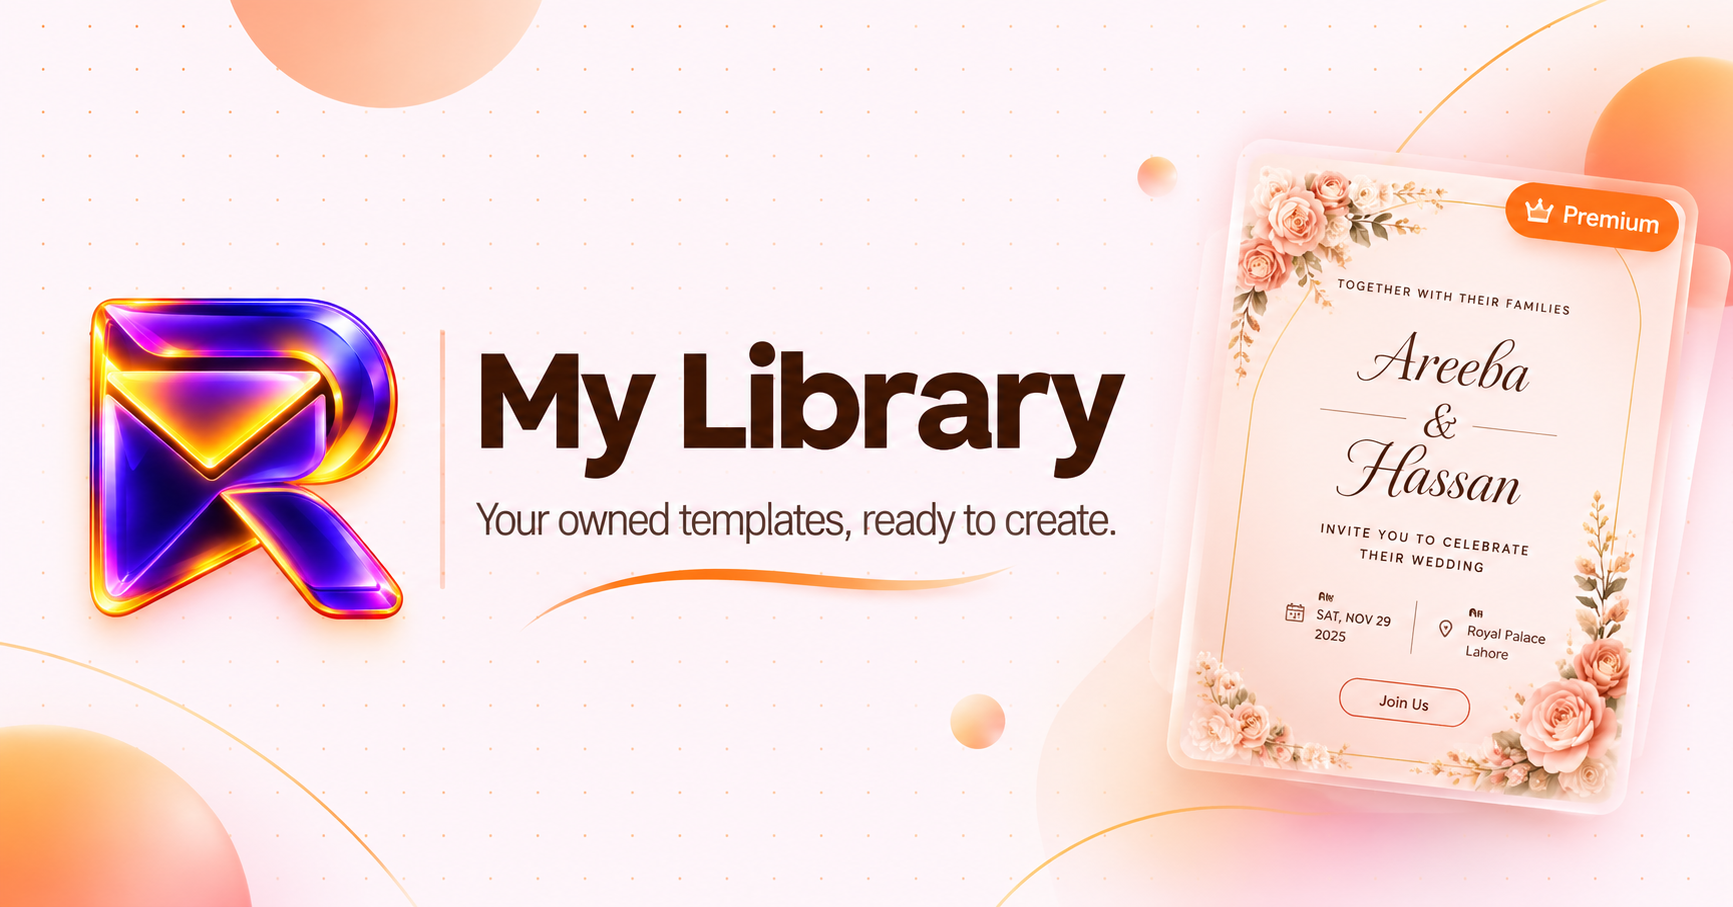 My Library
Your owned templates, ready to create.
Premium
TOGETHER WITH THEIR FAMILIES
Areeba
&
Hassan
INVITE YOU TO CELEBRATE
THEIR WEDDING
SAT, NOV 29
2025
Royal Palace
Lahore
Join Us